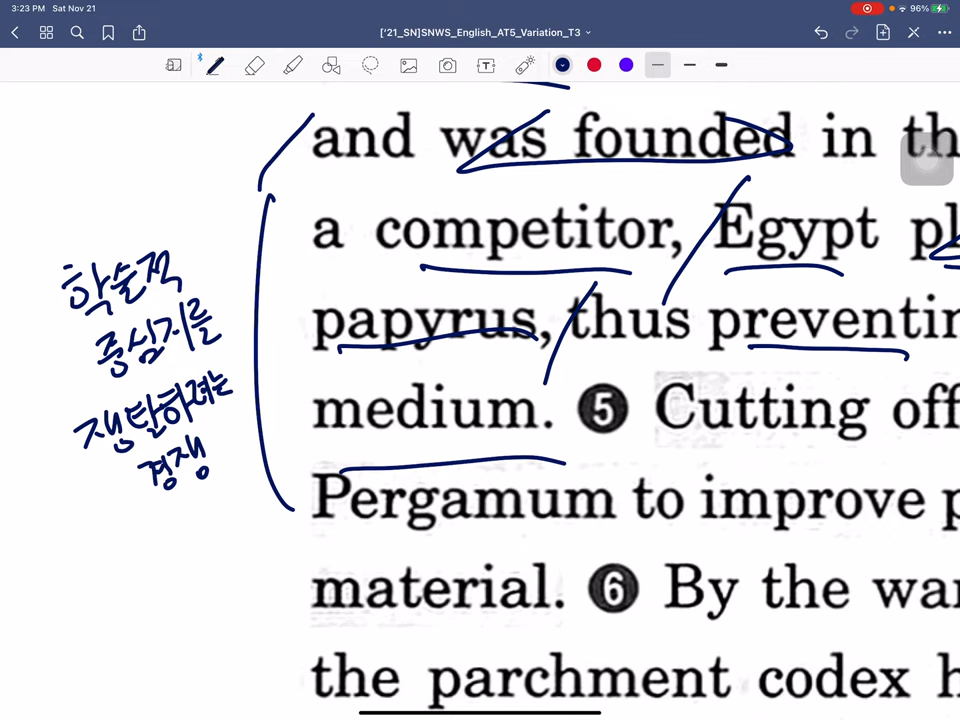 3:23 PM Sat Nov 21
96%
['21_SN]SNWS_English_AT5_Variation_T3
and was founded in th
a competitor, Egypt pl
papyrus, thus preventin
medium. ❺ Cutting off
Pergamum to improve p
material. ❻ By the wan
the parchment codex h
학술적
중심지를
쟁탈하려는
경쟁